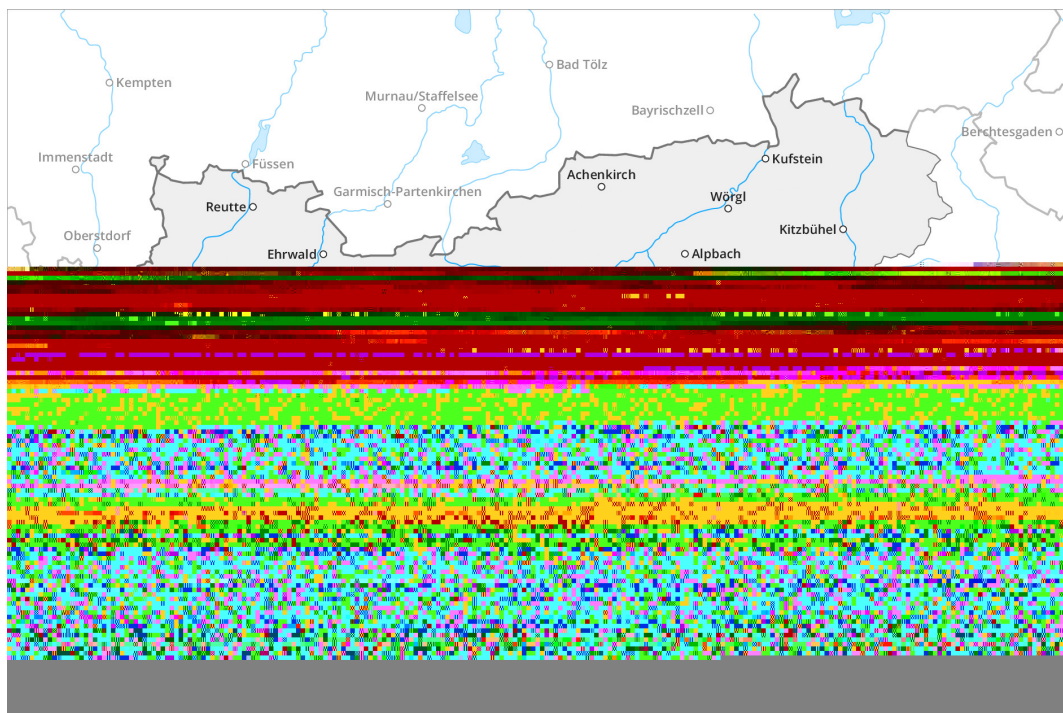 Bad Tölz
Kempten
Murnau/Staffelsee
Bayrischzell
Berchtesgaden
Immenstadt
Füssen
Kufstein
Achenkirch
Garmisch-Partenkirchen
Wörgl
Reutte
Kitzbühel
Oberstdorf
Ehrwald
Alpbach